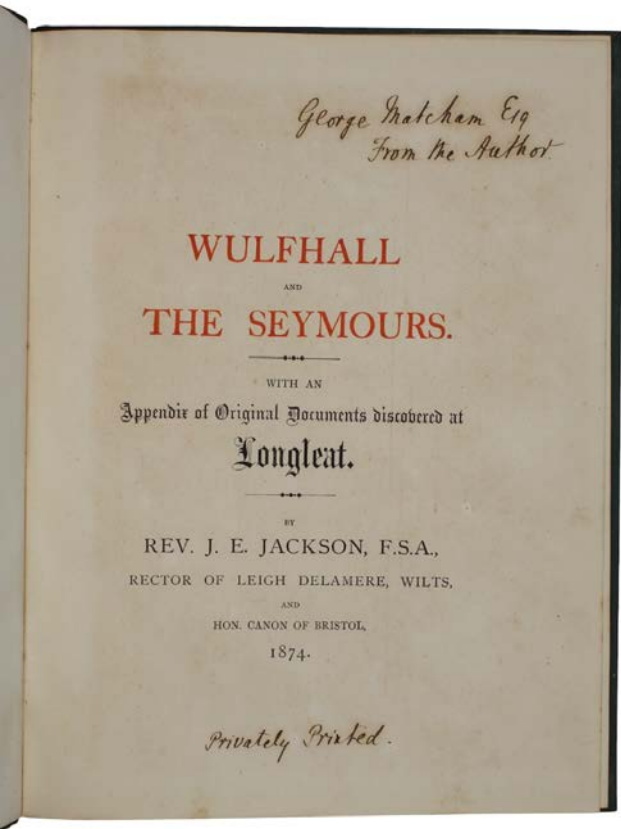 George Matcham Esq
From the Author.
WULFHALL
AND
THE SEYMOURS.
WITH AN
Appendix of Original Documents discovered at
Longleat.
BY
REV. J. E. JACKSON, F.S.A.,
RECTOR OF LEIGH DELAMERE, WILTS,
AND
HON. CANON OF BRISTOL,
1874.
Privately Printed.